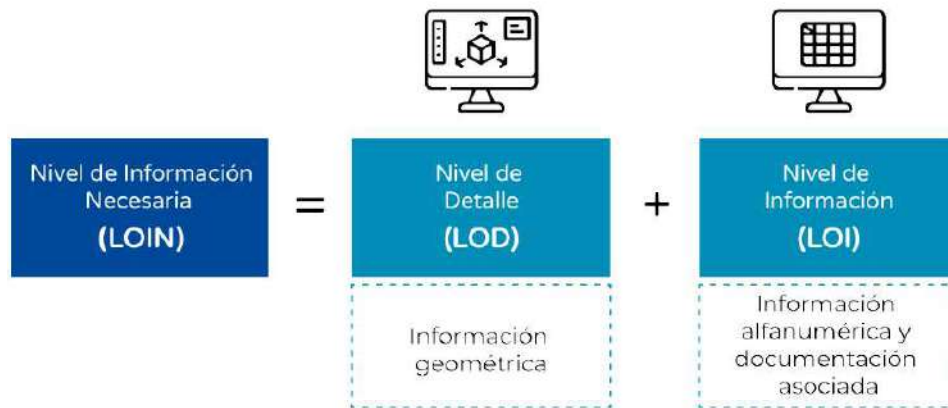 Nivel de Información
Necesaria
(LOIN)
=
Nivel de
Detalle
(LOD)
+
Nivel de
Información
(LOI)
Información
geométrica
Información
alfanumérica y
documentación
asociada